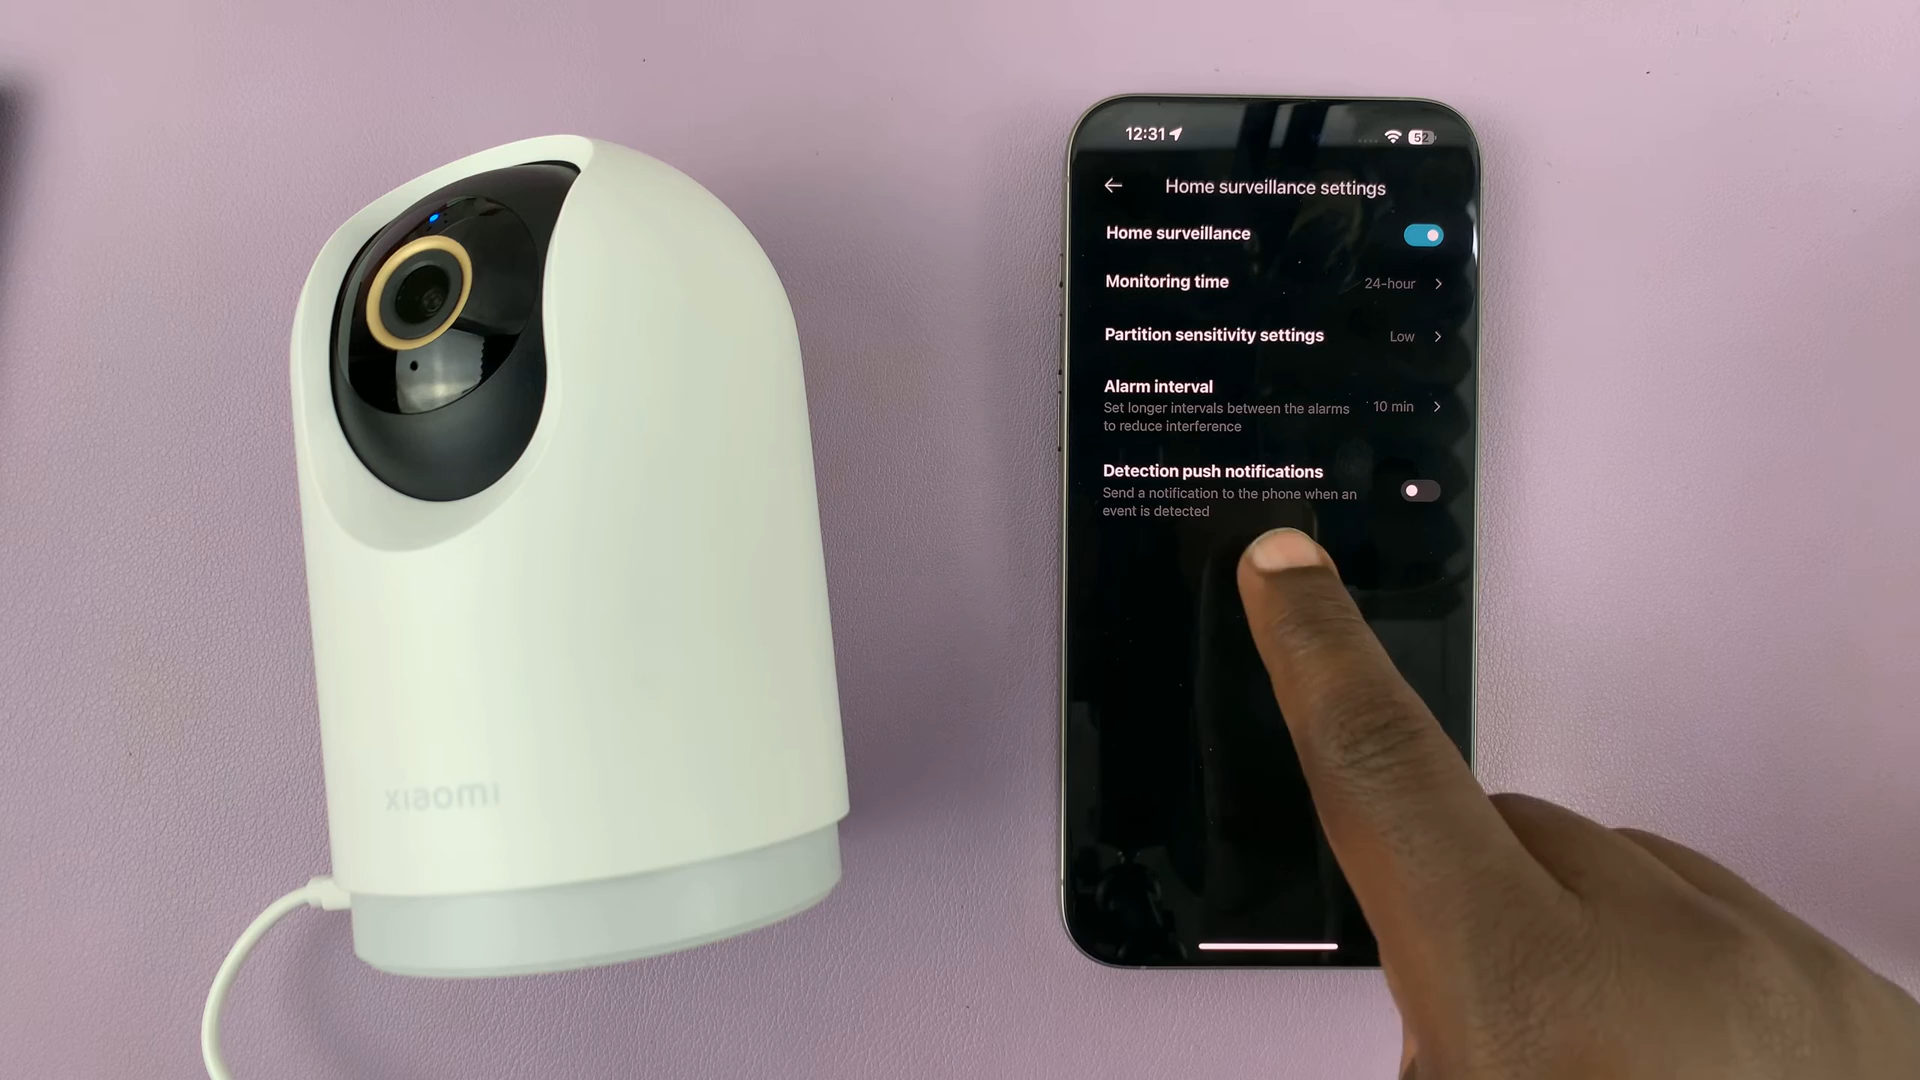 12:31
52
Home surveillance settings
Home surveillance
Monitoring time
24-hour
Partition sensitivity settings
Low
Alarm interval
Set longer intervals between the alarms
to reduce interference
10 min
Detection push notifications
Send a notification to the phone when an
event is detected
xiaomi